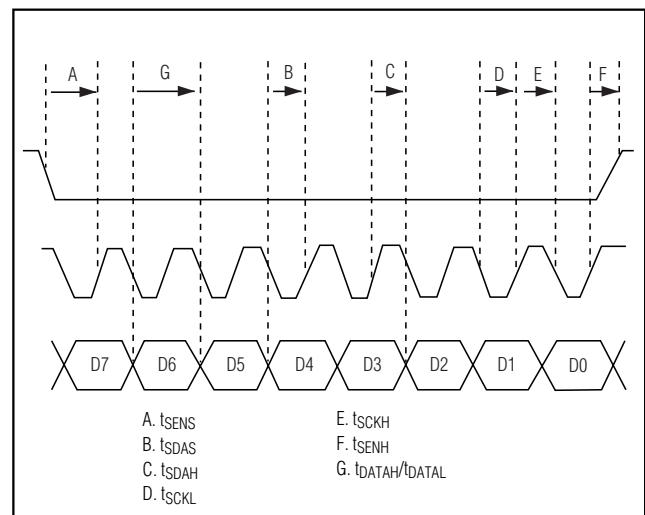 A G B C D E F
D7 D6 D5 D4 D3 D2 D1 D0
A. tSENS
B. tSDAS
C. tSDAH
D. tSCKL
E. tSCKH
F. tSENH
G. tDATAH/tDATAL